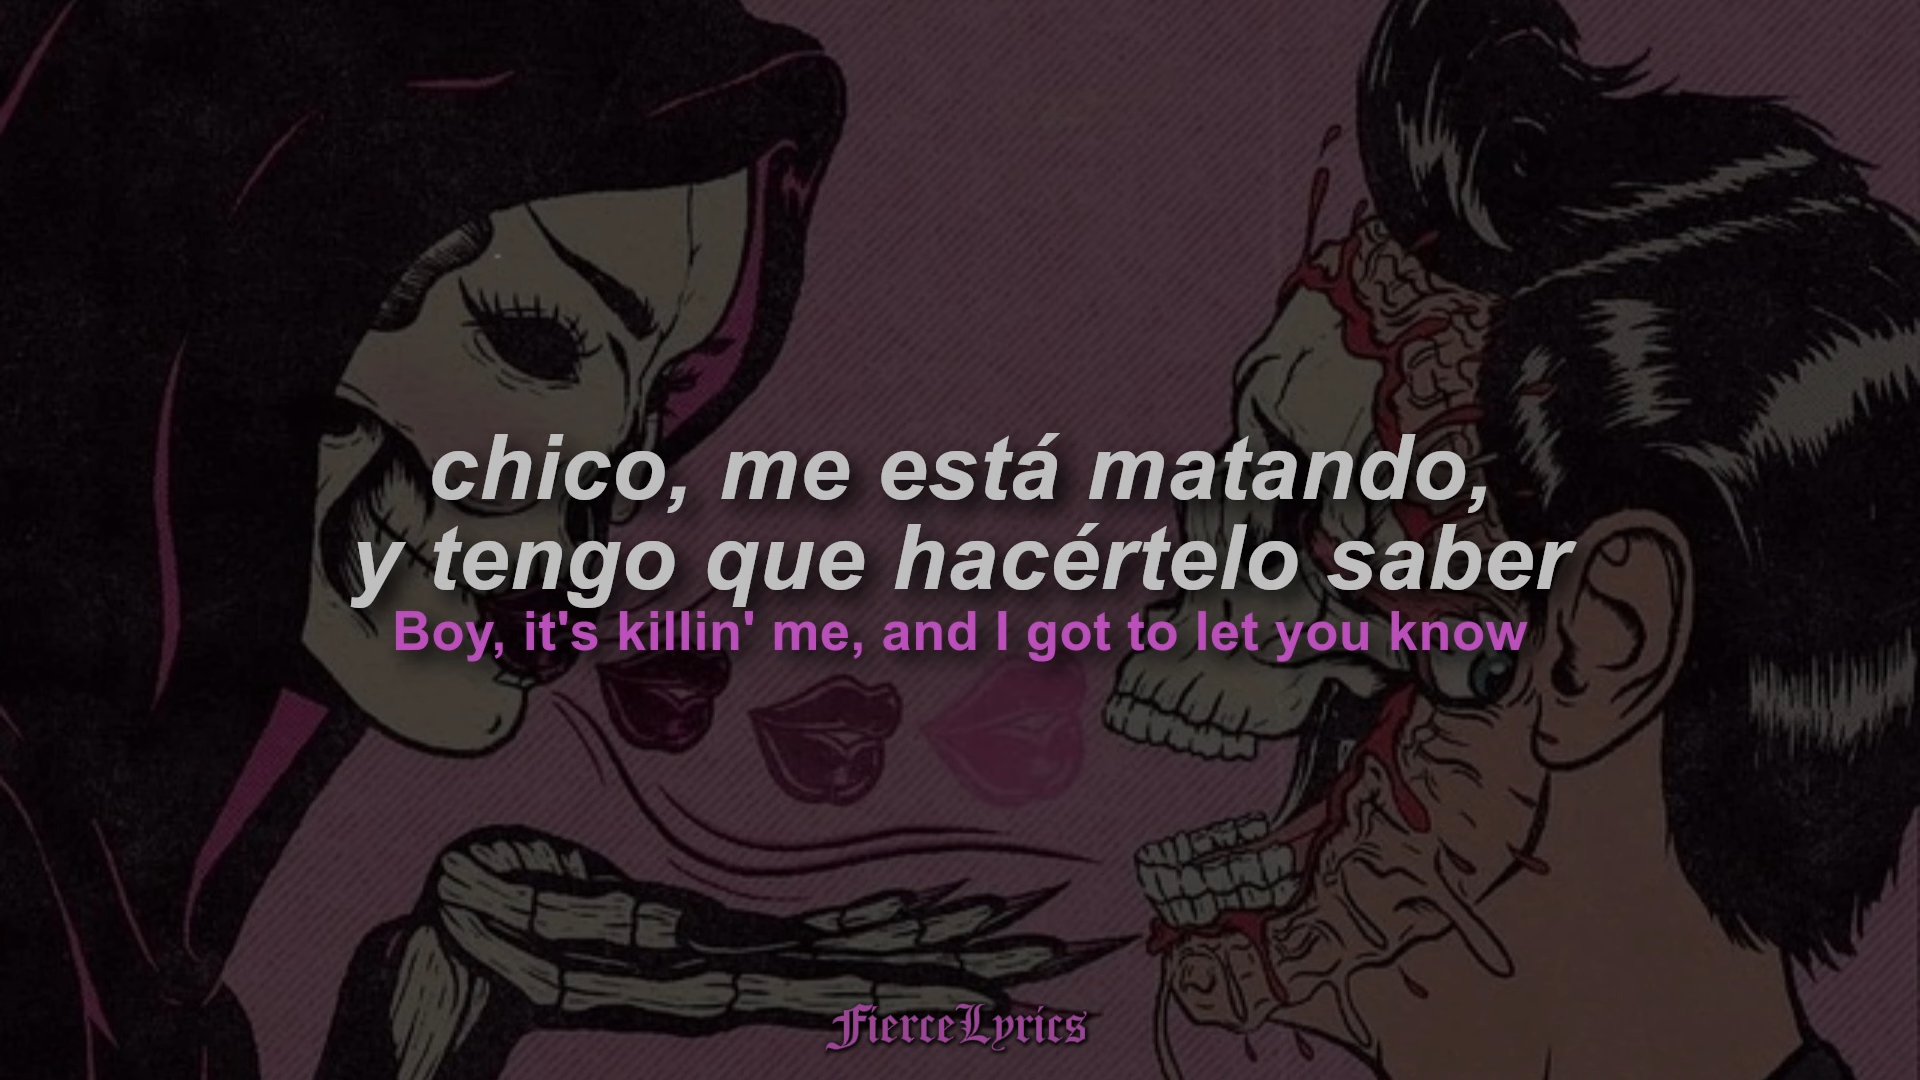 chico, me está matando,
y tengo que hacértelo saber
Boy, it's killin' me, and I got to let you know
FierceLyrics